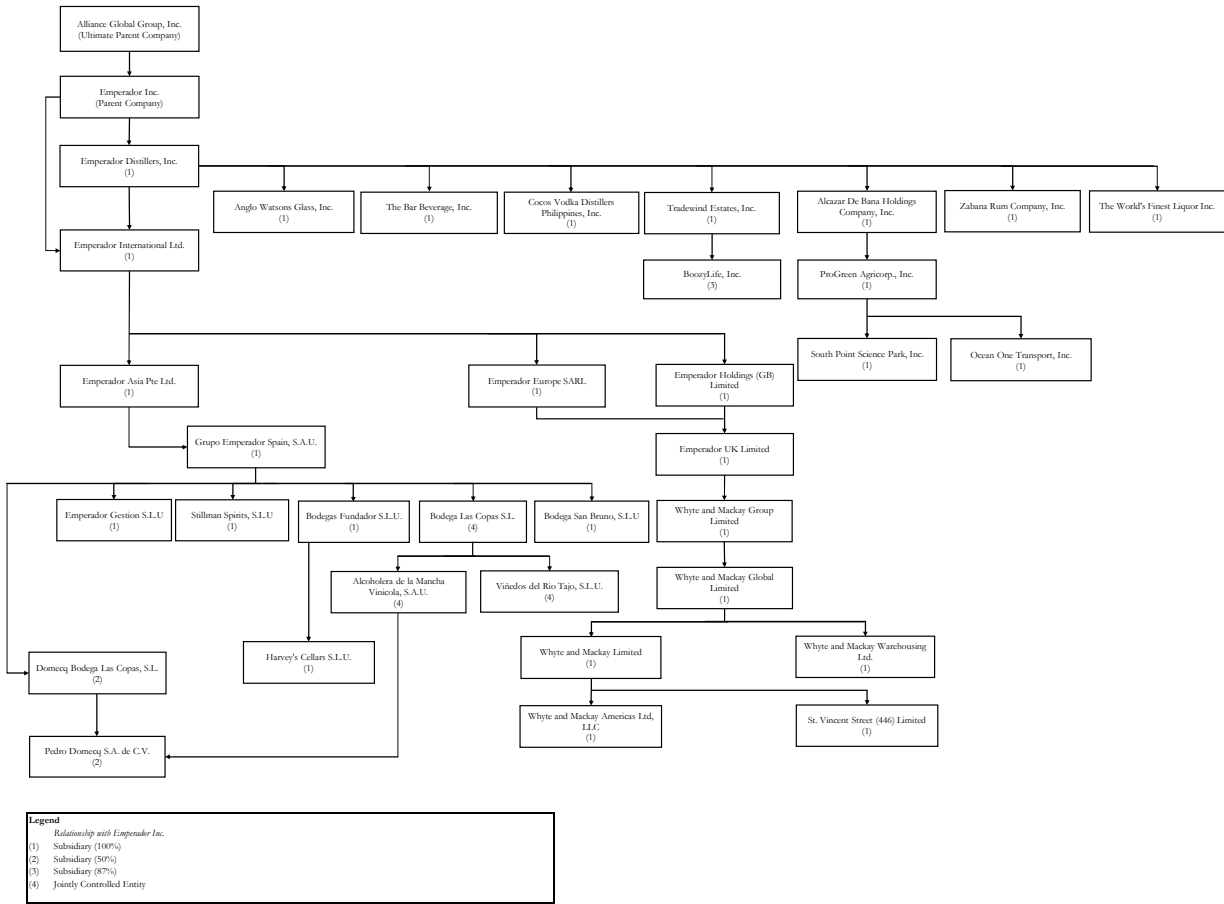 Alliance Global Group, Inc.
(Ultimate Parent Company)
Emperador Inc.
(Parent Company)
Emperador Distillers, Inc.
(1)
Anglo Watsons Glass, Inc.
(1)
The Bar Beverage, Inc.
(1)
Cocos Vodka Distillers
Philippines, Inc.
(1)
Tradewind Estates, Inc.
(1)
Alcazar De Bana Holdings
Company, Inc.
(1)
Zabana Rum Company, Inc.
(1)
The World's Finest Liquor Inc.
(1)
Emperador International Ltd.
(1)
BoozyLife, Inc.
(3)
ProGreen Agricorp., Inc.
(1)
South Point Science Park, Inc.
(1)
Ocean One Transport, Inc.
(1)
Emperador Asia Pte Ltd.
(1)
Emperador Europe SARL
(1)
Emperador Holdings (GB)
Limited
(1)
Grupo Emperador Spain, S.A.U.
(1)
Emperador UK Limited
(1)
Emperador Gestion S.L.U
(1)
Stillman Spirits, S.L.U
(1)
Bodegas Fundador S.L.U.
(1)
Bodega Las Copas S.L.
(4)
Bodega San Bruno, S.L.U
(1)
Whyte and Mackay Group
Limited
(1)
Alcoholera de la Mancha
Vinicola, S.A.U.
(4)
Viñedos del Rio Tajo, S.L.U.
(4)
Whyte and Mackay Global
Limited
(1)
Harvey's Cellars S.L.U.
(1)
Whyte and Mackay Limited
(1)
Whyte and Mackay Warehousing
Ltd.
(1)
Domecq Bodega Las Copas, S.L.
(2)
Whyte and Mackay Americas Ltd,
LLC
(1)
St. Vincent Street (446) Limited
(1)
Pedro Domecq S.A. de C.V.
(2)
Legend
Relationship with Emperador Inc.
(1) Subsidiary (100%)
(2) Subsidiary (50%)
(3) Subsidiary (87%)
(4) Jointly Controlled Entity